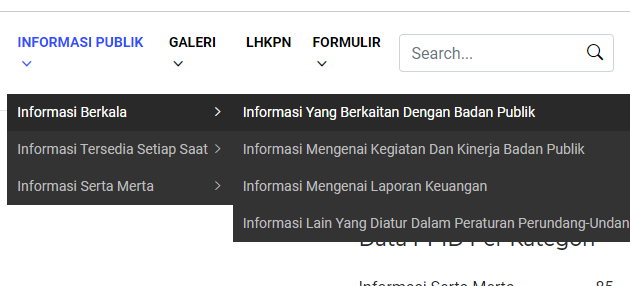 INFORMASI PUBLIK
GALERI
LHKPN
FORMULIR
Search...
Informasi Berkala
Informasi Yang Berkaitan Dengan Badan Publik
Informasi Tersedia Setiap Saat
Informasi Mengenai Kegiatan Dan Kinerja Badan Publik
Informasi Serta Merta
Informasi Mengenai Laporan Keuangan
Informasi Lain Yang Diatur Dalam Peraturan Perundang-Undan
Data PPID Per Kategori
Informasi Serta Merta 85